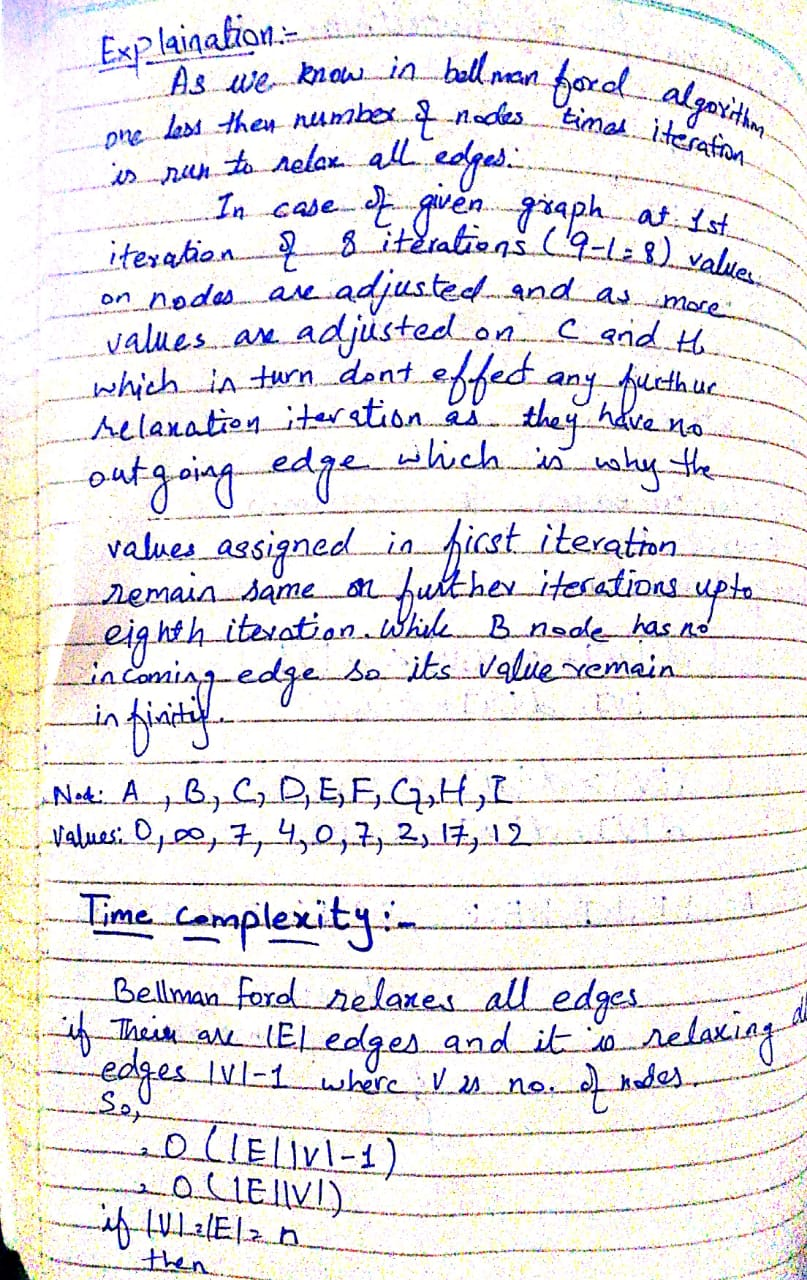 Explaination:-
As we know in bellman ford algorithm
one less then number of nodes times iteration
is run to relax all edges.
In case of given graph at 1st
iteration of 8 iterations (9-1=8) values
on nodes are adjusted and as more
values are adjusted on C and H
which in turn dont effect any furthur
relaxation iteration as they have no
outgoing edge which is why the
values assigned in first iteration
remain same on further iterations upto
eighth iteration. While B node has no
incoming edge so its value remain
infinity.
Node: A, B, C, D, E, F, G, H, I
Values: 0, ∞, 7, 4, 0, 7, 2, 17, 12
Time complexity:-
Bellman Ford relaxes all edges
if Their are |E| edges and it is relaxing
edges |V|-1 where V is no. of nodes.
So,
= O(|E||V|-1)
= O(|E||V|)
if |V|=|E|= n
then